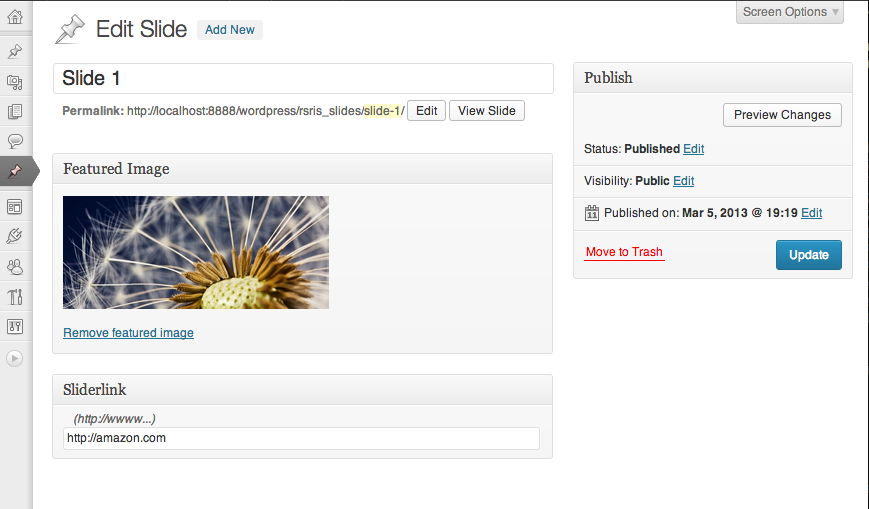 Screen Options
Edit Slide Add New
Slide 1
Permalink: http://localhost:8888/wordpress/rsris_slides/slide-1/ Edit View Slide
Featured Image
Remove featured image
Sliderlink
(http://wwww...)
http://amazon.com
Publish
Preview Changes
Status: Published Edit
Visibility: Public Edit
11 Published on: Mar 5, 2013 @ 19:19 Edit
Move to Trash Update